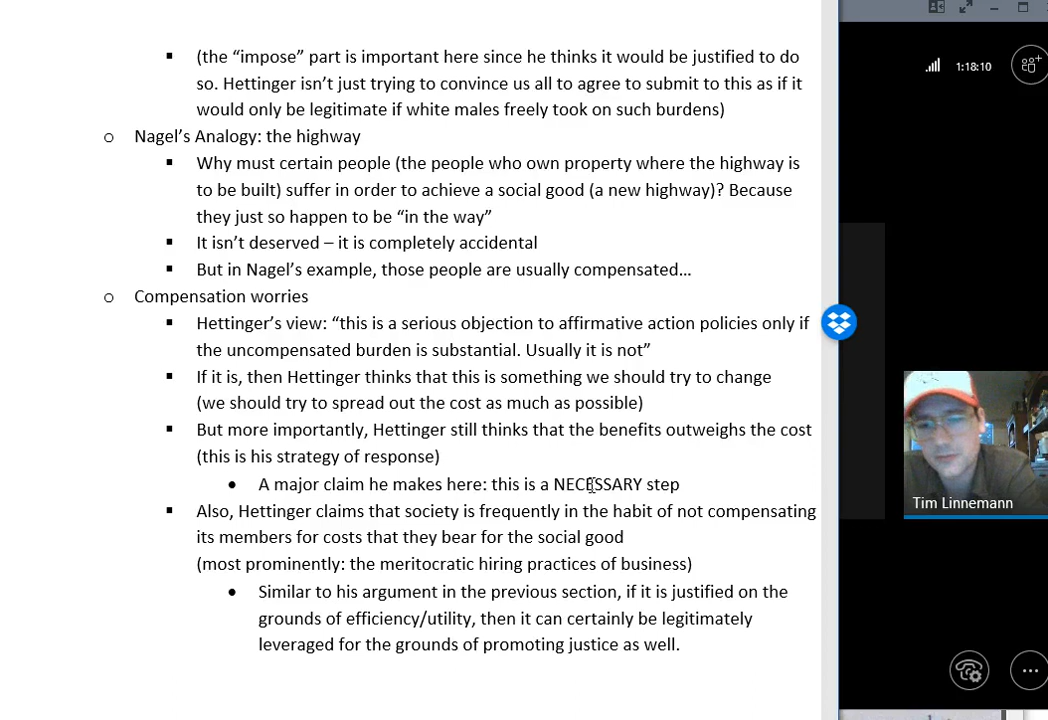 ▪ (the “impose” part is important here since he thinks it would be justified to do
so. Hettinger isn’t just trying to convince us all to agree to submit to this as if it
would only be legitimate if white males freely took on such burdens)
o Nagel’s Analogy: the highway
▪ Why must certain people (the people who own property where the highway is
to be built) suffer in order to achieve a social good (a new highway)? Because
they just so happen to be “in the way”
▪ It isn’t deserved – it is completely accidental
▪ But in Nagel’s example, those people are usually compensated…
o Compensation worries
▪ Hettinger’s view: “this is a serious objection to affirmative action policies only if
the uncompensated burden is substantial. Usually it is not”
▪ If it is, then Hettinger thinks that this is something we should try to change
(we should try to spread out the cost as much as possible)
▪ But more importantly, Hettinger still thinks that the benefits outweighs the cost
(this is his strategy of response)
• A major claim he makes here: this is a NECESSARY step
▪ Also, Hettinger claims that society is frequently in the habit of not compensating
its members for costs that they bear for the social good
(most prominently: the meritocratic hiring practices of business)
• Similar to his argument in the previous section, if it is justified on the
grounds of efficiency/utility, then it can certainly be legitimately
leveraged for the grounds of promoting justice as well.
1:18:10
Tim Linnemann